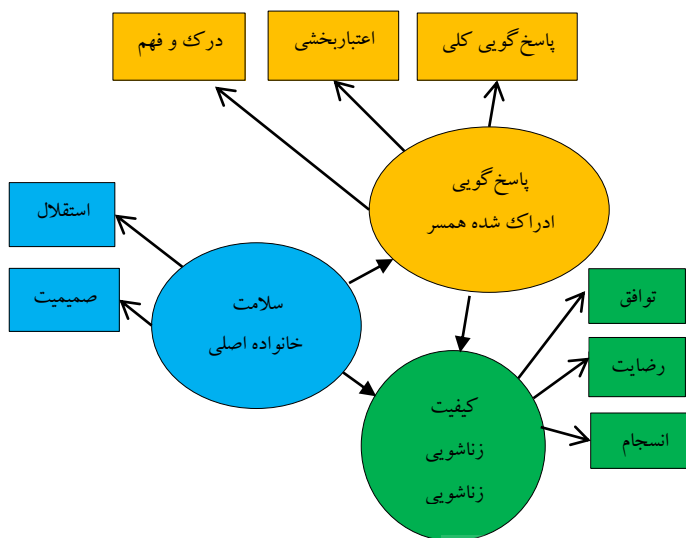 پاسخ‌گویی کلی
اعتباربخشی
درک و فهم
پاسخ‌گویی
ادراک شده همسر
استقلال
صمیمیت
سلامت
خانواده اصلی
توافق
رضایت
انسجام
کیفیت
زناشویی
زناشویی